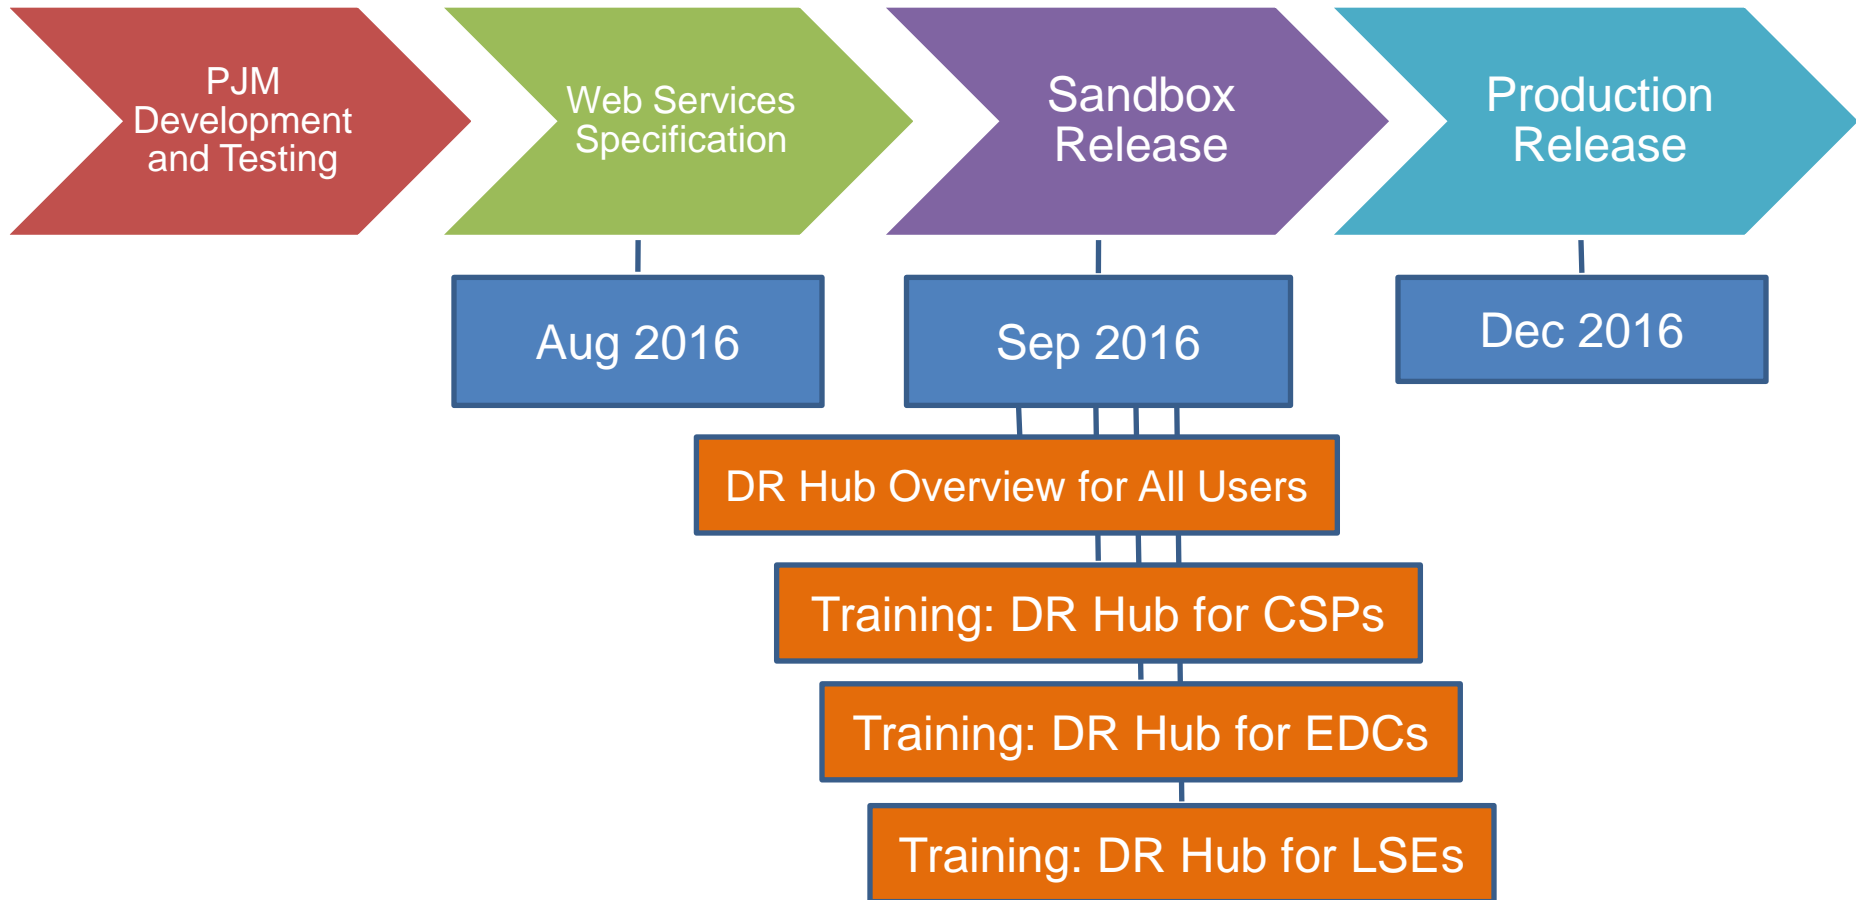 PJM
Development
and Testing
Web Services
Specification
Sandbox
Release
Production
Release
Aug 2016
Sep 2016
Dec 2016
DR Hub Overview for All Users
Training: DR Hub for CSPs
Training: DR Hub for EDCs
Training: DR Hub for LSEs